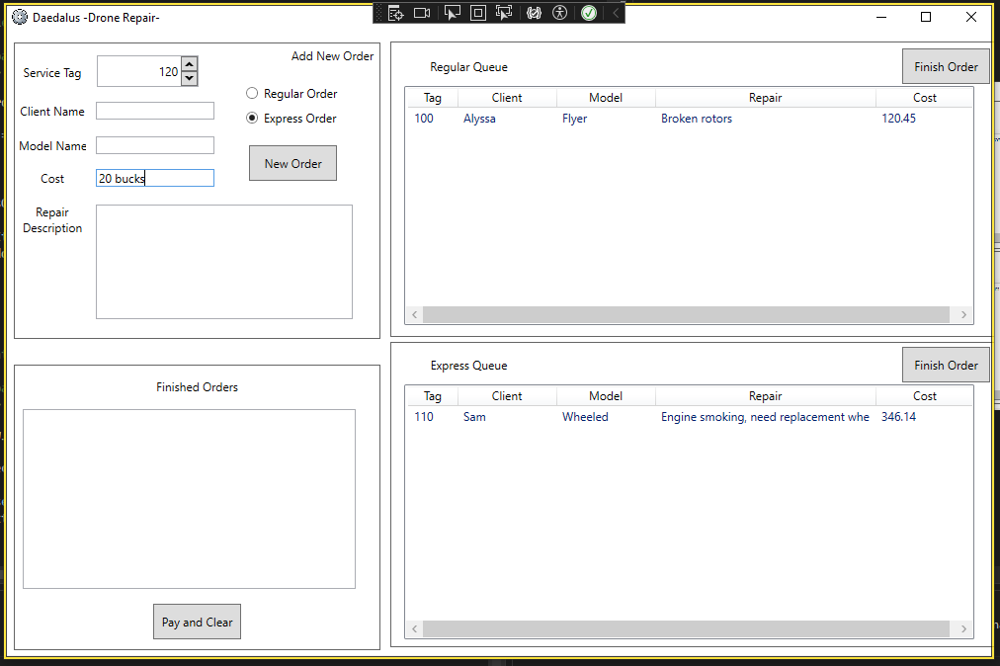 Daedalus -Drone Repair-
Add New Order
Service Tag 120
Regular Order
Client Name
Express Order
Model Name
New Order
Cost 20 bucks
Repair
Description
Finished Orders
Pay and Clear
Regular Queue
Finish Order
Tag Client Model Repair Cost
100 Alyssa Flyer Broken rotors 120.45
Express Queue
Finish Order
Tag Client Model Repair Cost
110 Sam Wheeled Engine smoking, need replacement whe 346.14